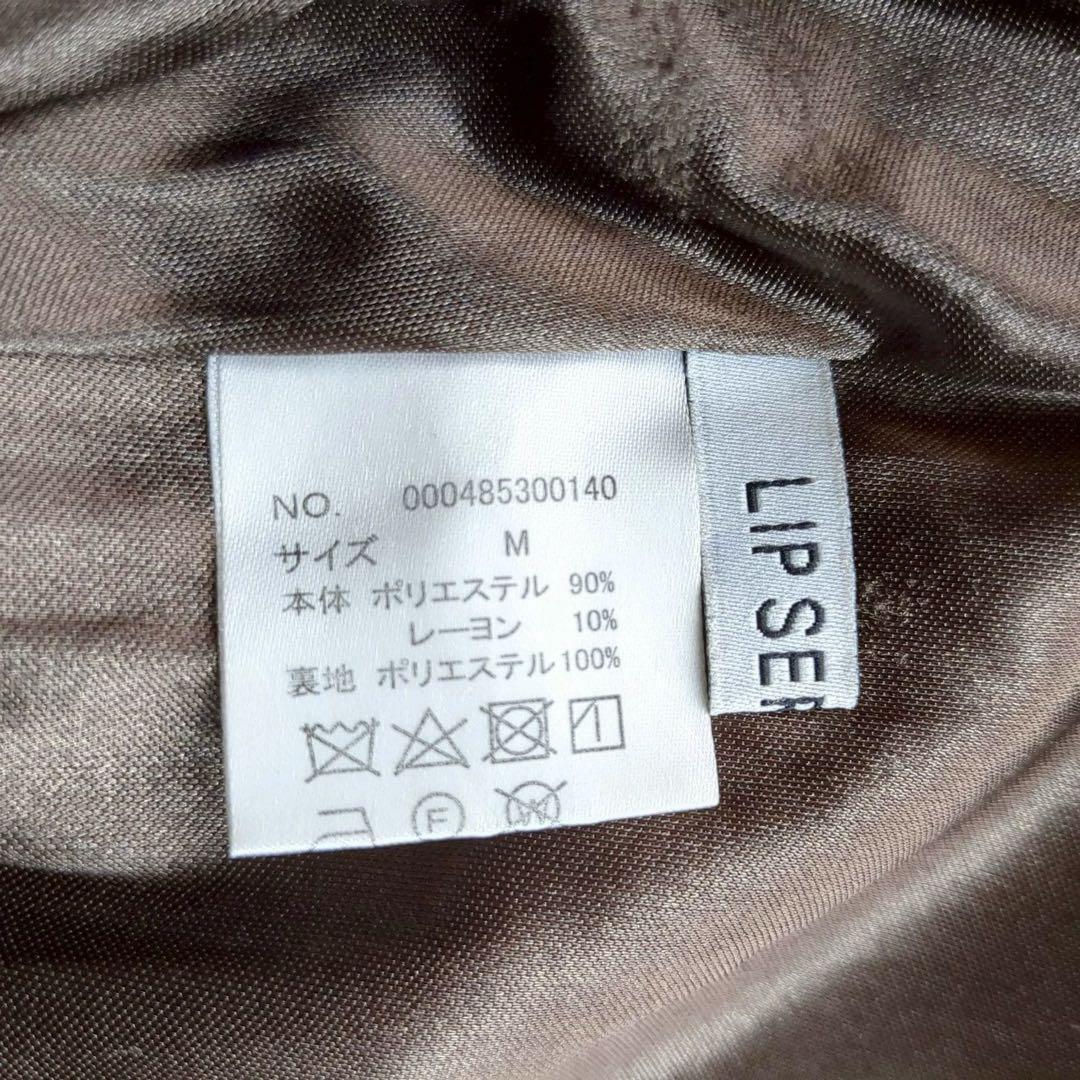 NO. 000485300140
サイズ M
本体 ポリエステル 90%
レーヨン 10%
裏地 ポリエステル 100%
F
W
LIPSER